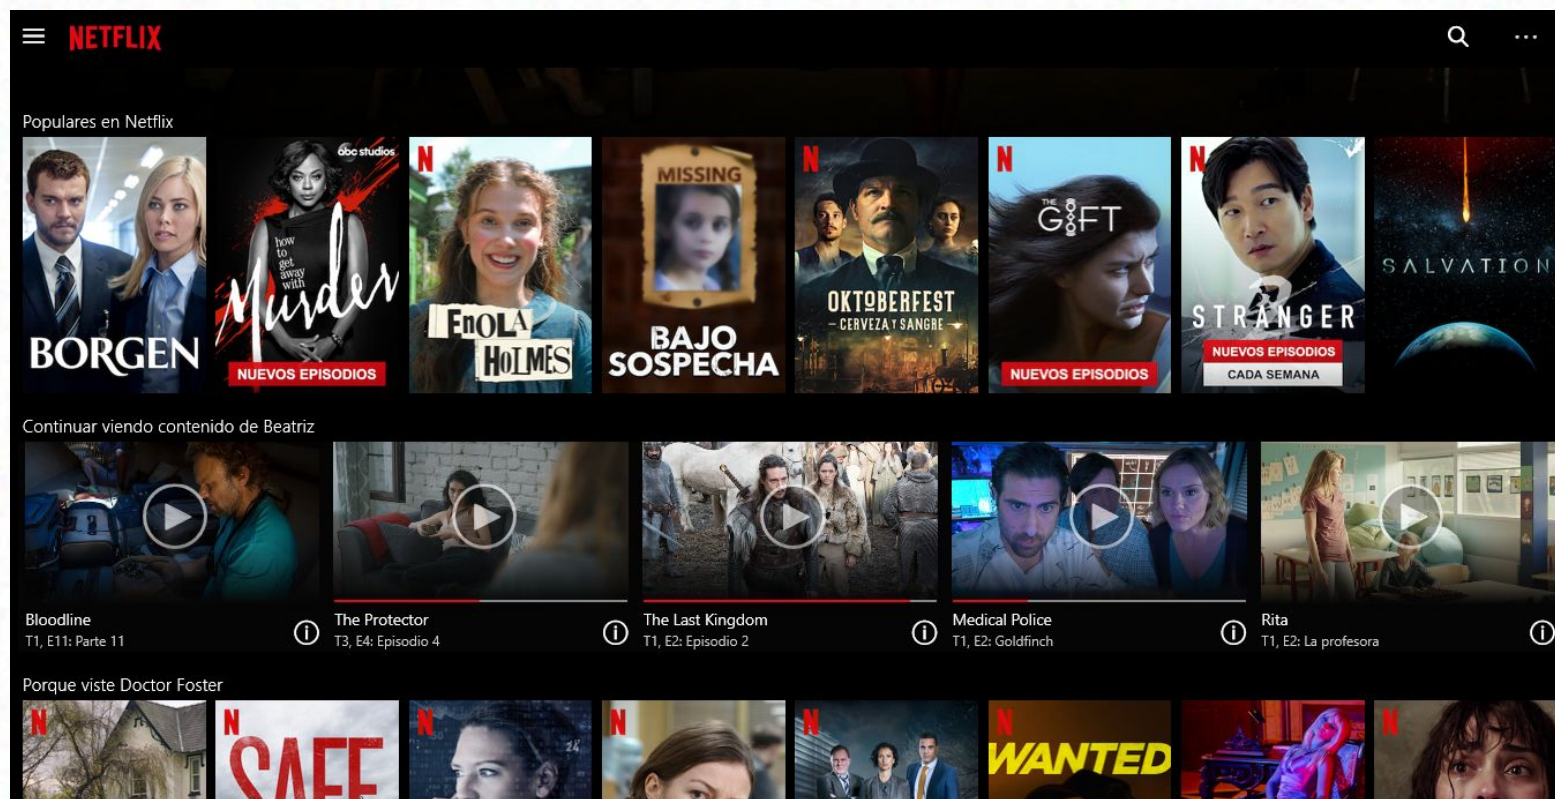 NETFLIX
Populares en Netflix
BORGEN
abc studios
how
to
get
away
with
Murder
NUEVOS EPISODIOS
N
EnOLA
HOLMES
MISSING
BAJO
SOSPECHA
N
OKTOBERFEST
– CERVEZA Y SANGRE –
N
THE
GIFT
NUEVOS EPISODIOS
N
STRANGER
2
NUEVOS EPISODIOS
CADA SEMANA
SALVATION
Continuar viendo contenido de Beatriz
Bloodline
T1, E11: Parte 11
The Protector
T3, E4: Episodio 4
The Last Kingdom
T1, E2: Episodio 2
Medical Police
T1, E2: Goldfinch
Rita
T1, E2: La profesora
Porque viste Doctor Foster
N
N
SAFE
N
N
N
N
WANTED
N